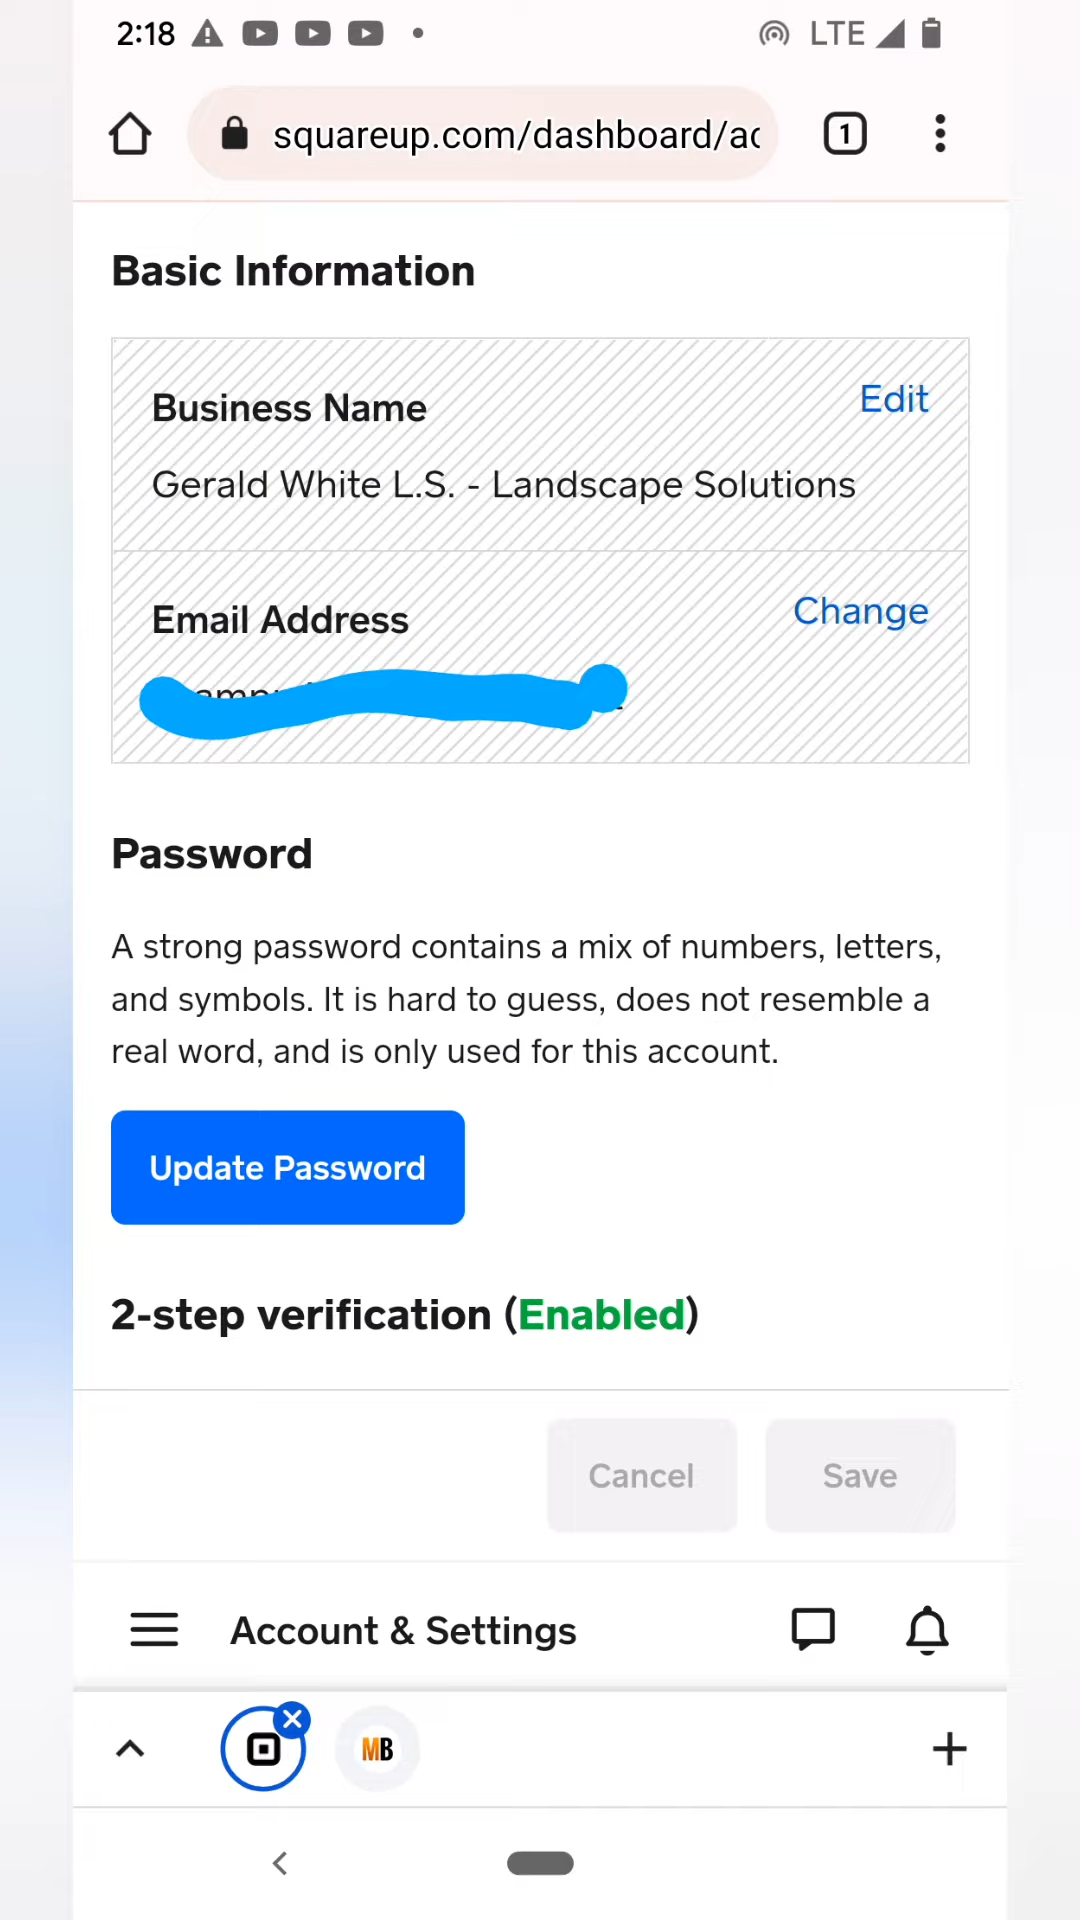 2:18
LTE
squareup.com/dashboard/ac
1
Basic Information
Business Name
Edit
Gerald White L.S. - Landscape Solutions
Email Address
Change
Password
A strong password contains a mix of numbers, letters,
and symbols. It is hard to guess, does not resemble a
real word, and is only used for this account.
Update Password
2-step verification (Enabled)
Cancel
Save
Account & Settings
MB